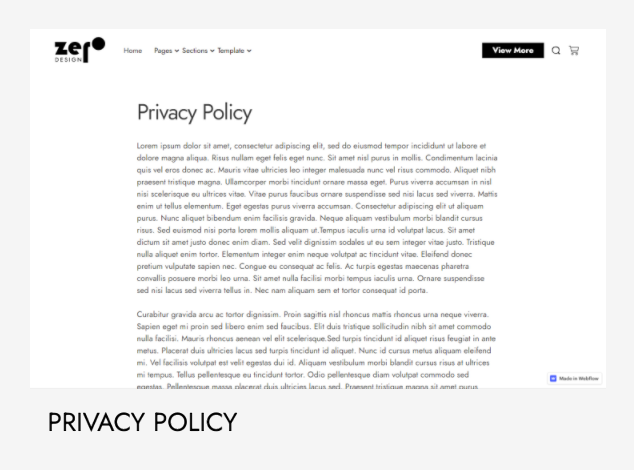 zero
DESIGN
Home Pages Sections Template
View More
Privacy Policy
Lorem ipsum dolor sit amet, consectetur adipiscing elit, sed do eiusmod tempor incididunt ut labore et
dolore magna aliqua. Risus nullam eget felis eget nunc. Sit amet nisl purus in mollis. Condimentum lacinia
quis vel eros donec ac. Mauris vitae ultricies leo integer malesuada nunc vel risus commodo. Aliquet nibh
praesent tristique magna. Ullamcorper morbi tincidunt ornare massa eget. Purus viverra accumsan in nisl
nisi scelerisque eu ultrices vitae. Vitae purus faucibus ornare suspendisse sed nisi lacus sed viverra. Mattis
enim ut tellus elementum. Eget egestas purus viverra accumsan. Consectetur adipiscing elit ut aliquam
purus. Nunc aliquet bibendum enim facilisis gravida. Neque aliquam vestibulum morbi blandit cursus
risus. Sed euismod nisi porta lorem mollis aliquam ut.Tempus iaculis urna id volutpat lacus. Sit amet
dictum sit amet justo donec enim diam. Sed velit dignissim sodales ut eu sem integer vitae justo. Tristique
nulla aliquet enim tortor. Elementum integer enim neque volutpat ac tincidunt vitae. Eleifend donec
pretium vulputate sapien nec. Congue eu consequat ac felis. Ac turpis egestas maecenas pharetra
convallis posuere morbi leo urna. Sit amet nulla facilisi morbi tempus iaculis urna. Ornare suspendisse
sed nisi lacus sed viverra tellus in. Nec nam aliquam sem et tortor consequat id porta.
Curabitur gravida arcu ac tortor dignissim. Proin sagittis nisl rhoncus mattis rhoncus urna neque viverra.
Sapien eget mi proin sed libero enim sed faucibus. Elit duis tristique sollicitudin nibh sit amet commodo
nulla facilisi. Mauris rhoncus aenean vel elit scelerisque.Sed turpis tincidunt id aliquet risus feugiat in ante
metus. Placerat duis ultricies lacus sed turpis tincidunt id aliquet. Nunc id cursus metus aliquam eleifend
mi. Vel facilisis volutpat est velit egestas dui id. Aliquam vestibulum morbi blandit cursus risus at ultrices
mi tempus. Tellus pellentesque eu tincidunt tortor. Odio pellentesque diam volutpat commodo sed
egestas. Pellentesque massa placerat duis ultricies lacus sed. Praesent tristique magna sit amet purus
Made in Webflow
PRIVACY POLICY